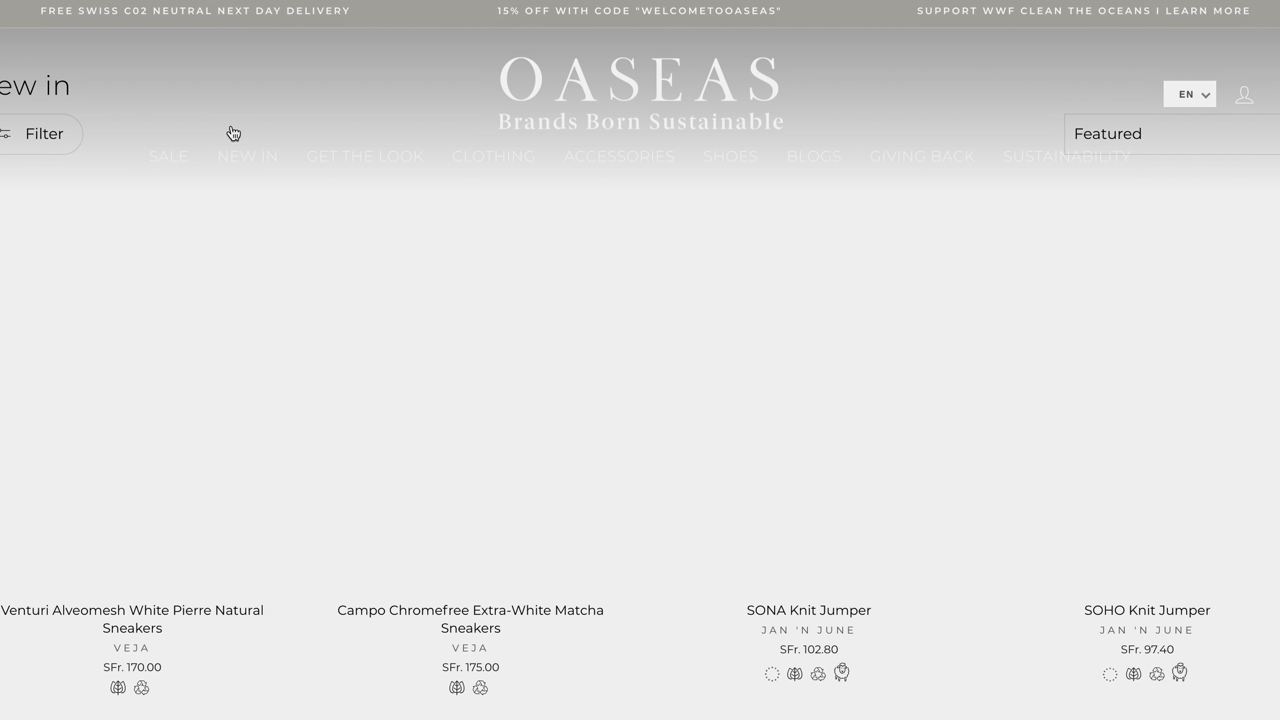 FREE SWISS C02 NEUTRAL NEXT DAY DELIVERY
15% OFF WITH CODE "WELCOMETOOASEAS"
SUPPORT WWF CLEAN THE OCEANS I LEARN MORE
OASEAS
Brands Born Sustainable
ew in
EN
Filter
Featured
SALE NEW IN GET THE LOOK CLOTHING ACCESSORIES SHOES BLOGS GIVING BACK SUSTAINABILITY
Venturi Alveomesh White Pierre Natural
Sneakers
VEJA
SFr. 170.00
Campo Chromefree Extra-White Matcha
Sneakers
VEJA
SFr. 175.00
SONA Knit Jumper
JAN 'N JUNE
SFr. 102.80
SOHO Knit Jumper
JAN 'N JUNE
SFr. 97.40